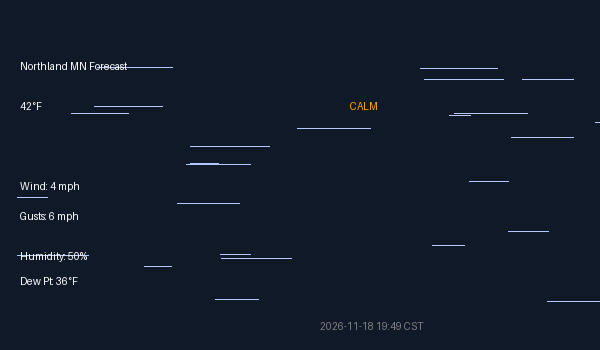 Northland MN Forecast
42°F
CALM
Wind: 4 mph
Gusts: 6 mph
Humidity: 50%
Dew Pt: 36°F
2026-11-18 19:49 CST